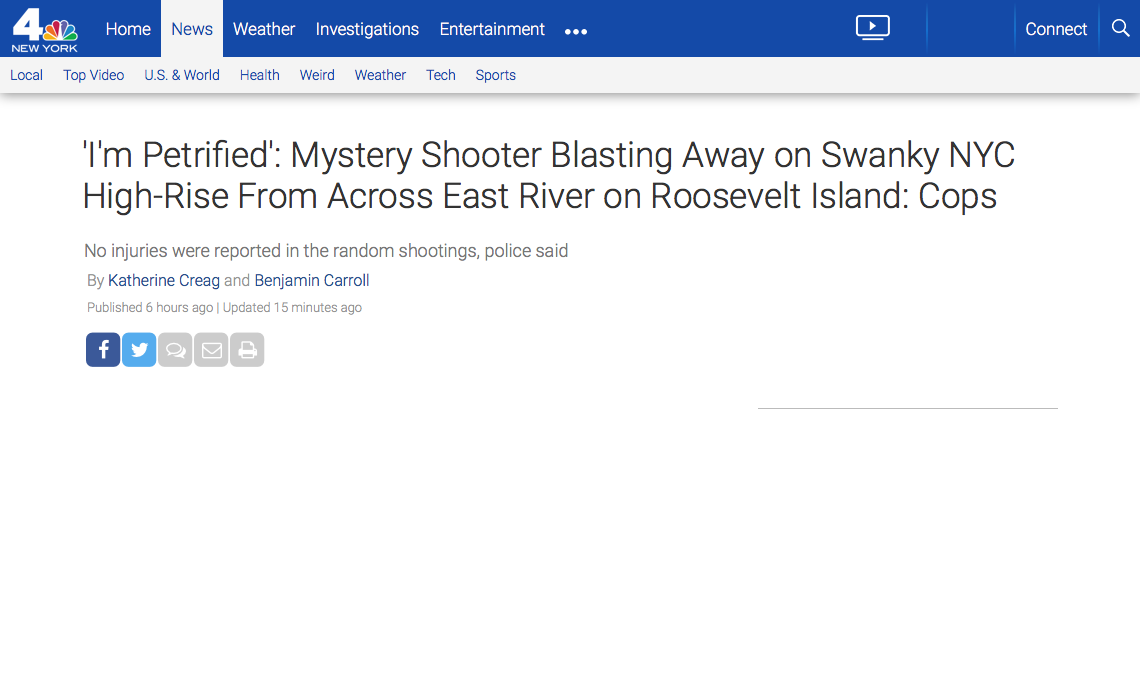 4
NEW YORK
Home News Weather Investigations Entertainment ••• Connect
Local Top Video U.S. & World Health Weird Weather Tech Sports
'I'm Petrified': Mystery Shooter Blasting Away on Swanky NYC
High-Rise From Across East River on Roosevelt Island: Cops
No injuries were reported in the random shootings, police said
By Katherine Creag and Benjamin Carroll
Published 6 hours ago | Updated 15 minutes ago